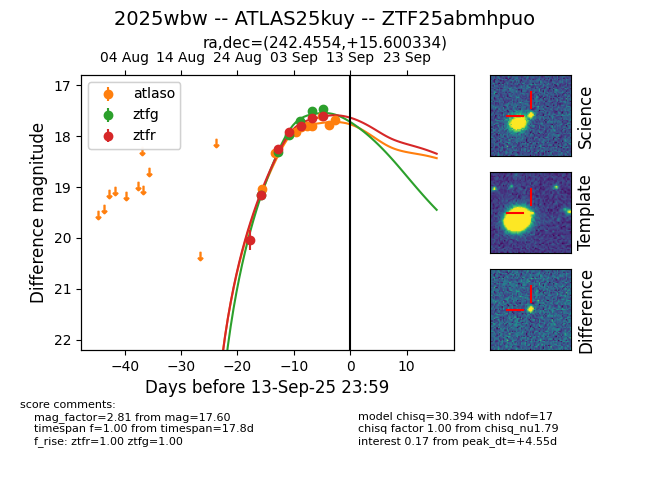 2025wbw -- ATLAS25kuy -- ZTF25abmhpuo
ra,dec=(242.4554,+15.600334)
04 Aug 14 Aug 24 Aug 03 Sep 13 Sep 23 Sep
atlaso
ztfg
ztfr
17
18
19
20
21
22
Difference magnitude
−40 −30 −20 −10 0 10
Days before 13-Sep-25 23:59
Science
Template
Difference
score comments:
mag_factor=2.81 from mag=17.60
timespan f=1.00 from timespan=17.8d
f_rise: ztfr=1.00 ztfg=1.00
model chisq=30.394 with ndof=17
chisq factor 1.00 from chisq_nu1.79
interest 0.17 from peak_dt=+4.55d